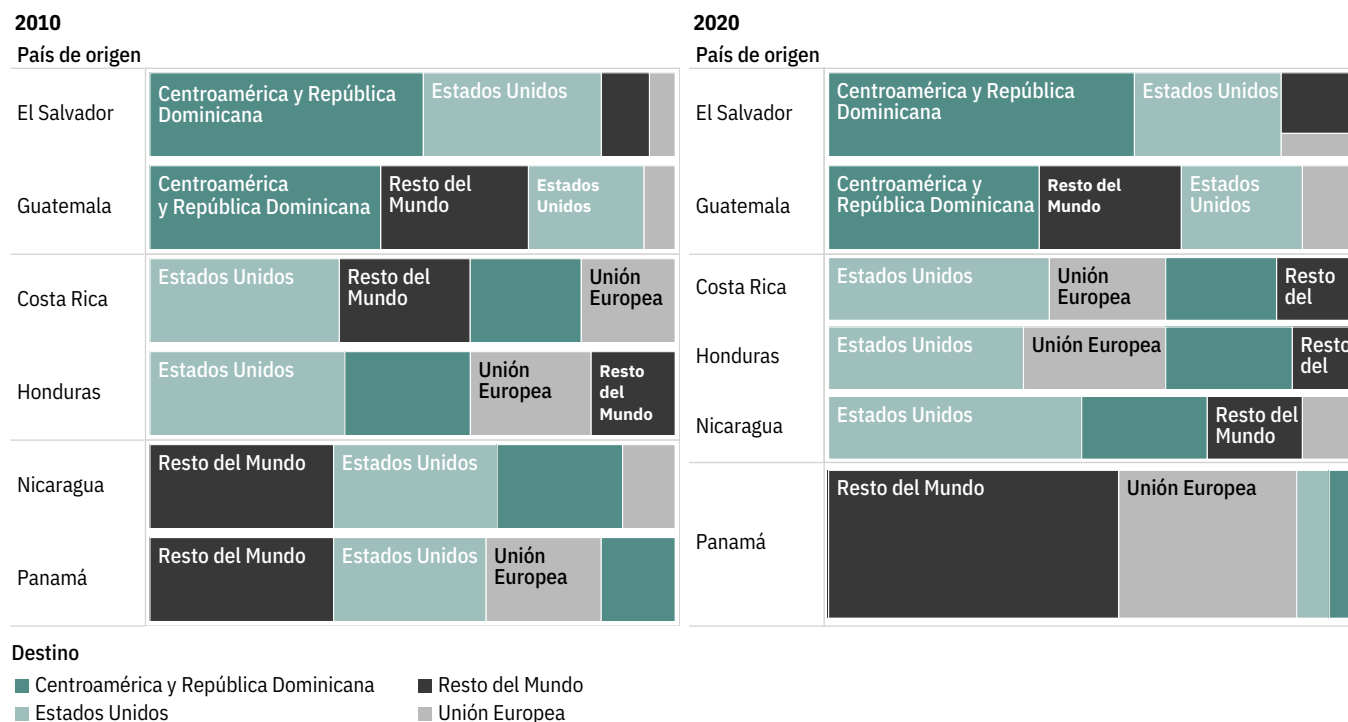 2010
País de origen
El Salvador
Centroamérica y República
Dominicana
Estados Unidos
Guatemala
Centroamérica
y República Dominicana
Resto del
Mundo
Estados
Unidos
Costa Rica
Estados Unidos
Resto del
Mundo
Unión
Europea
Honduras
Estados Unidos
Unión
Europea
Resto
del
Mundo
Nicaragua
Resto del Mundo
Estados Unidos
Panamá
Resto del Mundo
Estados Unidos
Unión
Europea
2020
País de origen
El Salvador
Centroamérica y República
Dominicana
Estados Unidos
Guatemala
Centroamérica y
República Dominicana
Resto del
Mundo
Estados
Unidos
Costa Rica
Estados Unidos
Unión
Europea
Resto
del
Honduras
Estados Unidos
Unión Europea
Resto
del
Nicaragua
Estados Unidos
Resto del
Mundo
Panamá
Resto del Mundo
Unión Europea
Destino
Centroamérica y República Dominicana
Resto del Mundo
Estados Unidos
Unión Europea